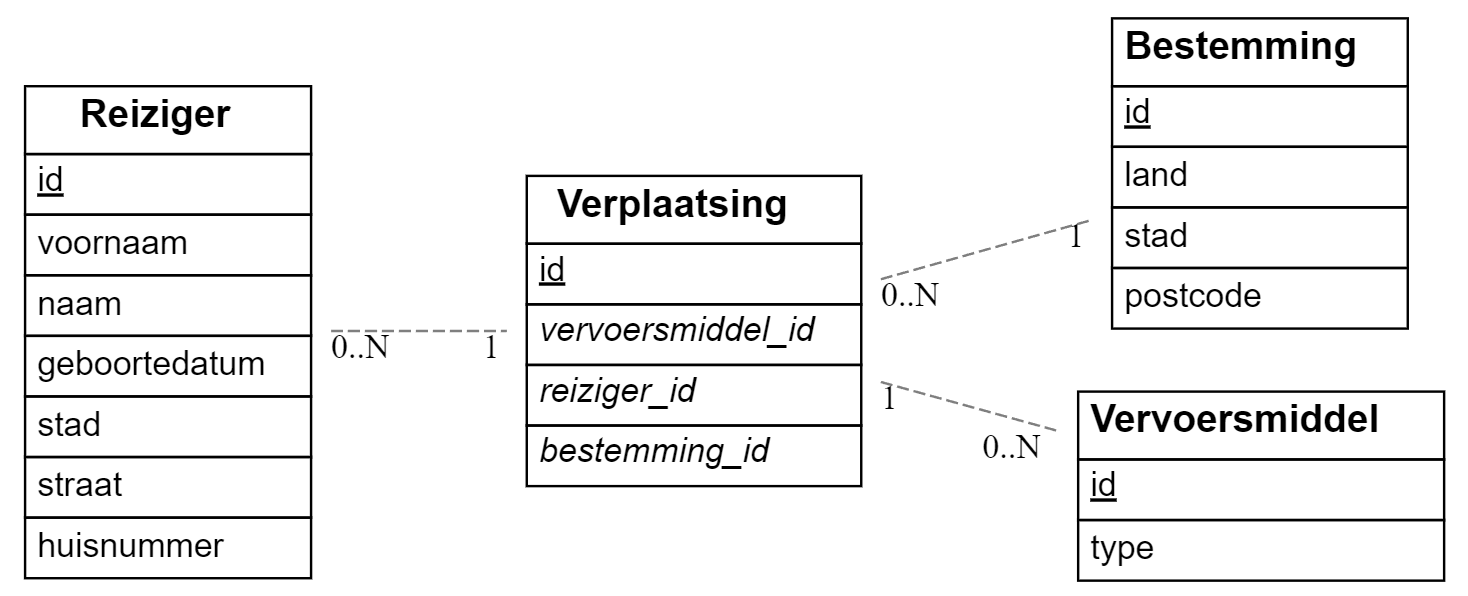 Reiziger
id
voornaam
naam
geboortedatum
stad
straat
huisnummer
0..N
1
Verplaatsing
id
vervoersmiddel_id
reiziger_id
bestemming_id
0..N
1
1
0..N
Bestemming
id
land
stad
postcode
Vervoersmiddel
id
type